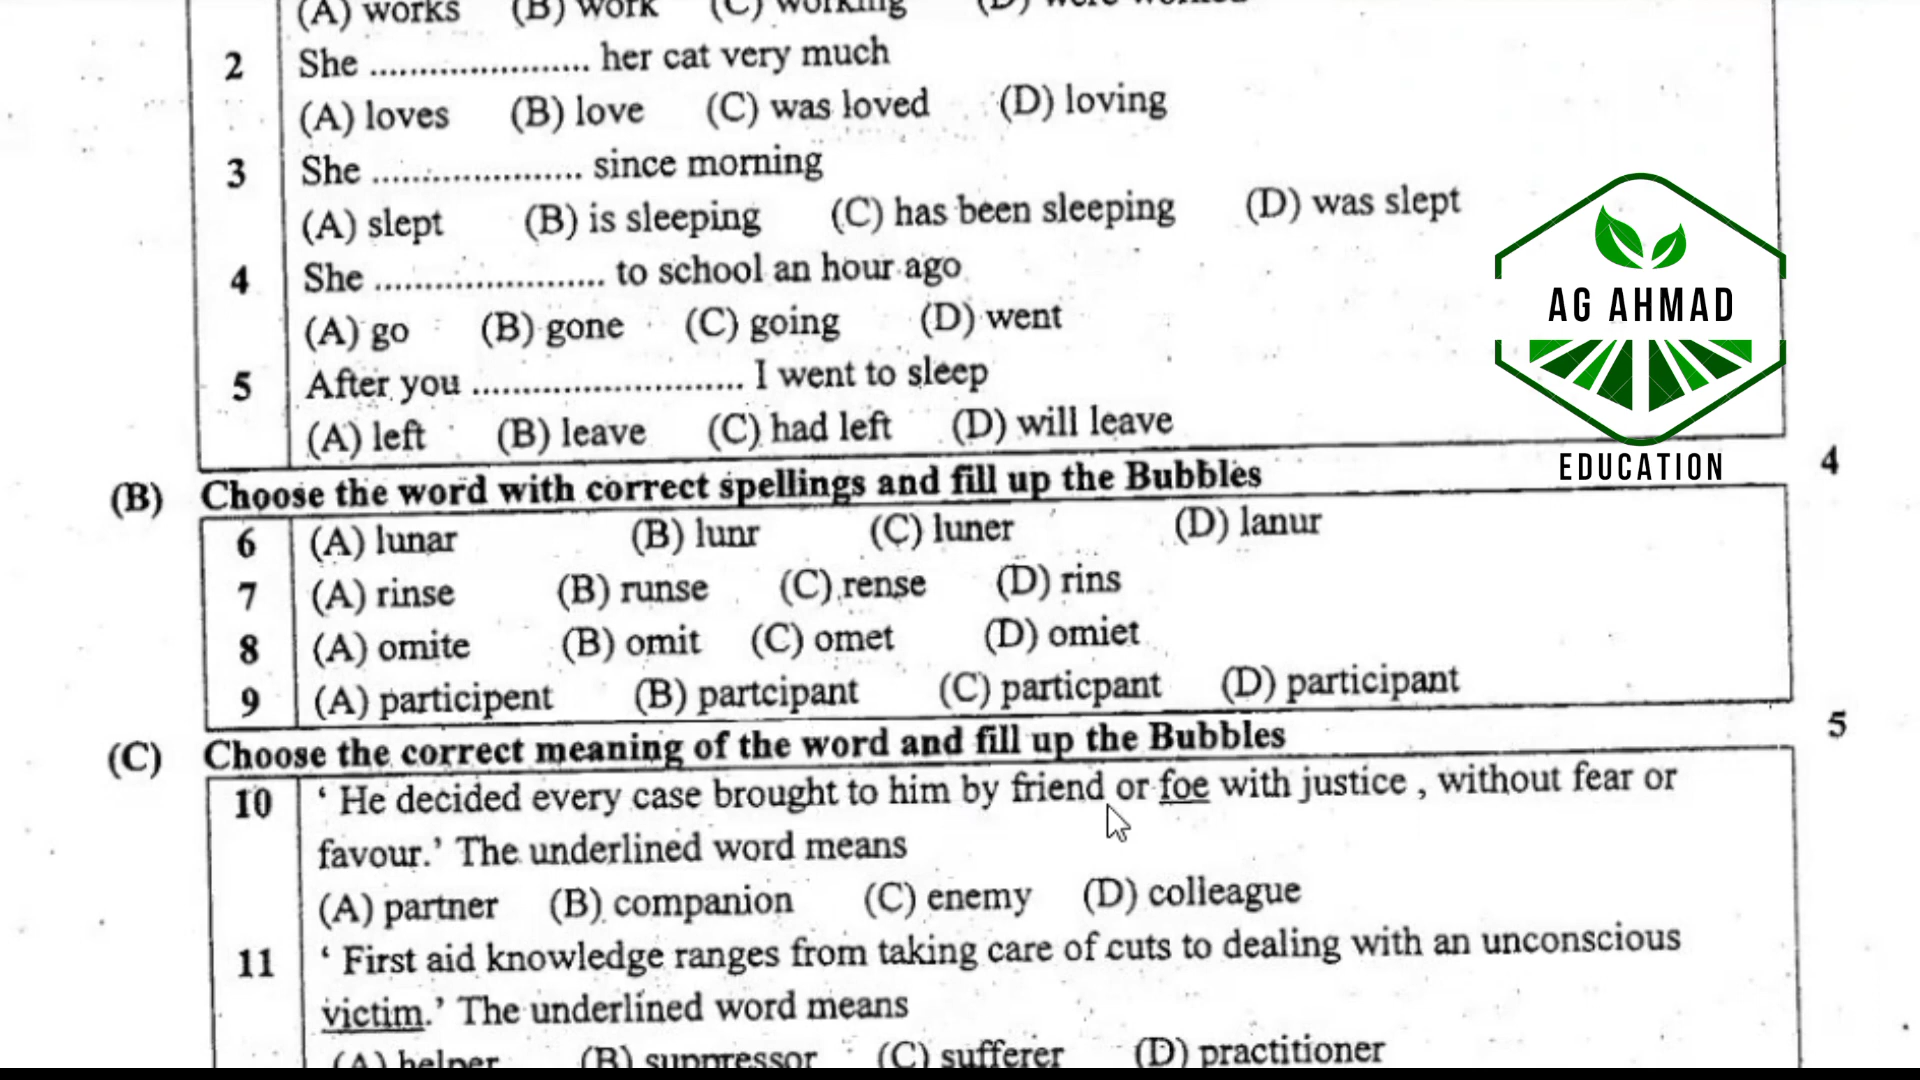 (A) works (B) work (C) working (D) were worked
2 She ...................... her cat very much
(A) loves (B) love (C) was loved (D) loving
3 She ..................... since morning
(A) slept (B) is sleeping (C) has been sleeping (D) was slept
4 She ....................... to school an hour ago
(A) go (B) gone (C) going (D) went
5 After you ........................... I went to sleep
(A) left (B) leave (C) had left (D) will leave
AG AHMAD
EDUCATION
(B) Choose the word with correct spellings and fill up the Bubbles 4
6 (A) lunar (B) lunr (C) luner (D) lanur
7 (A) rinse (B) runse (C) rense (D) rins
8 (A) omite (B) omit (C) omet (D) omiet
9 (A) participent (B) partcipant (C) particpant (D) participant
(C) Choose the correct meaning of the word and fill up the Bubbles 5
10 ‘ He decided every case brought to him by friend or foe with justice , without fear or
favour.’ The underlined word means
(A) partner (B) companion (C) enemy (D) colleague
11 ‘ First aid knowledge ranges from taking care of cuts to dealing with an unconscious
victim.’ The underlined word means
(A) helper (B) suppressor (C) sufferer (D) practitioner